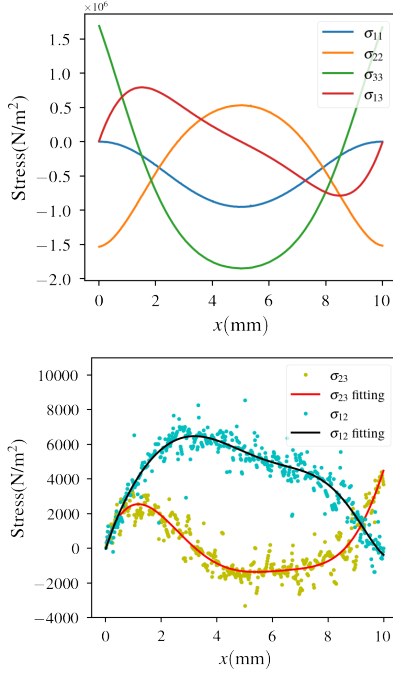 ×10⁶
1.5
1.0
0.5
0.0
−0.5
−1.0
−1.5
−2.0
Stress(N/m²)
σ₁₁
σ₂₂
σ₃₃
σ₁₃
0 2 4 6 8 10
x(mm)
10000
8000
6000
4000
2000
0
−2000
−4000
Stress(N/m²)
σ₂₃
σ₂₃ fitting
σ₁₂
σ₁₂ fitting
0 2 4 6 8 10
x(mm)